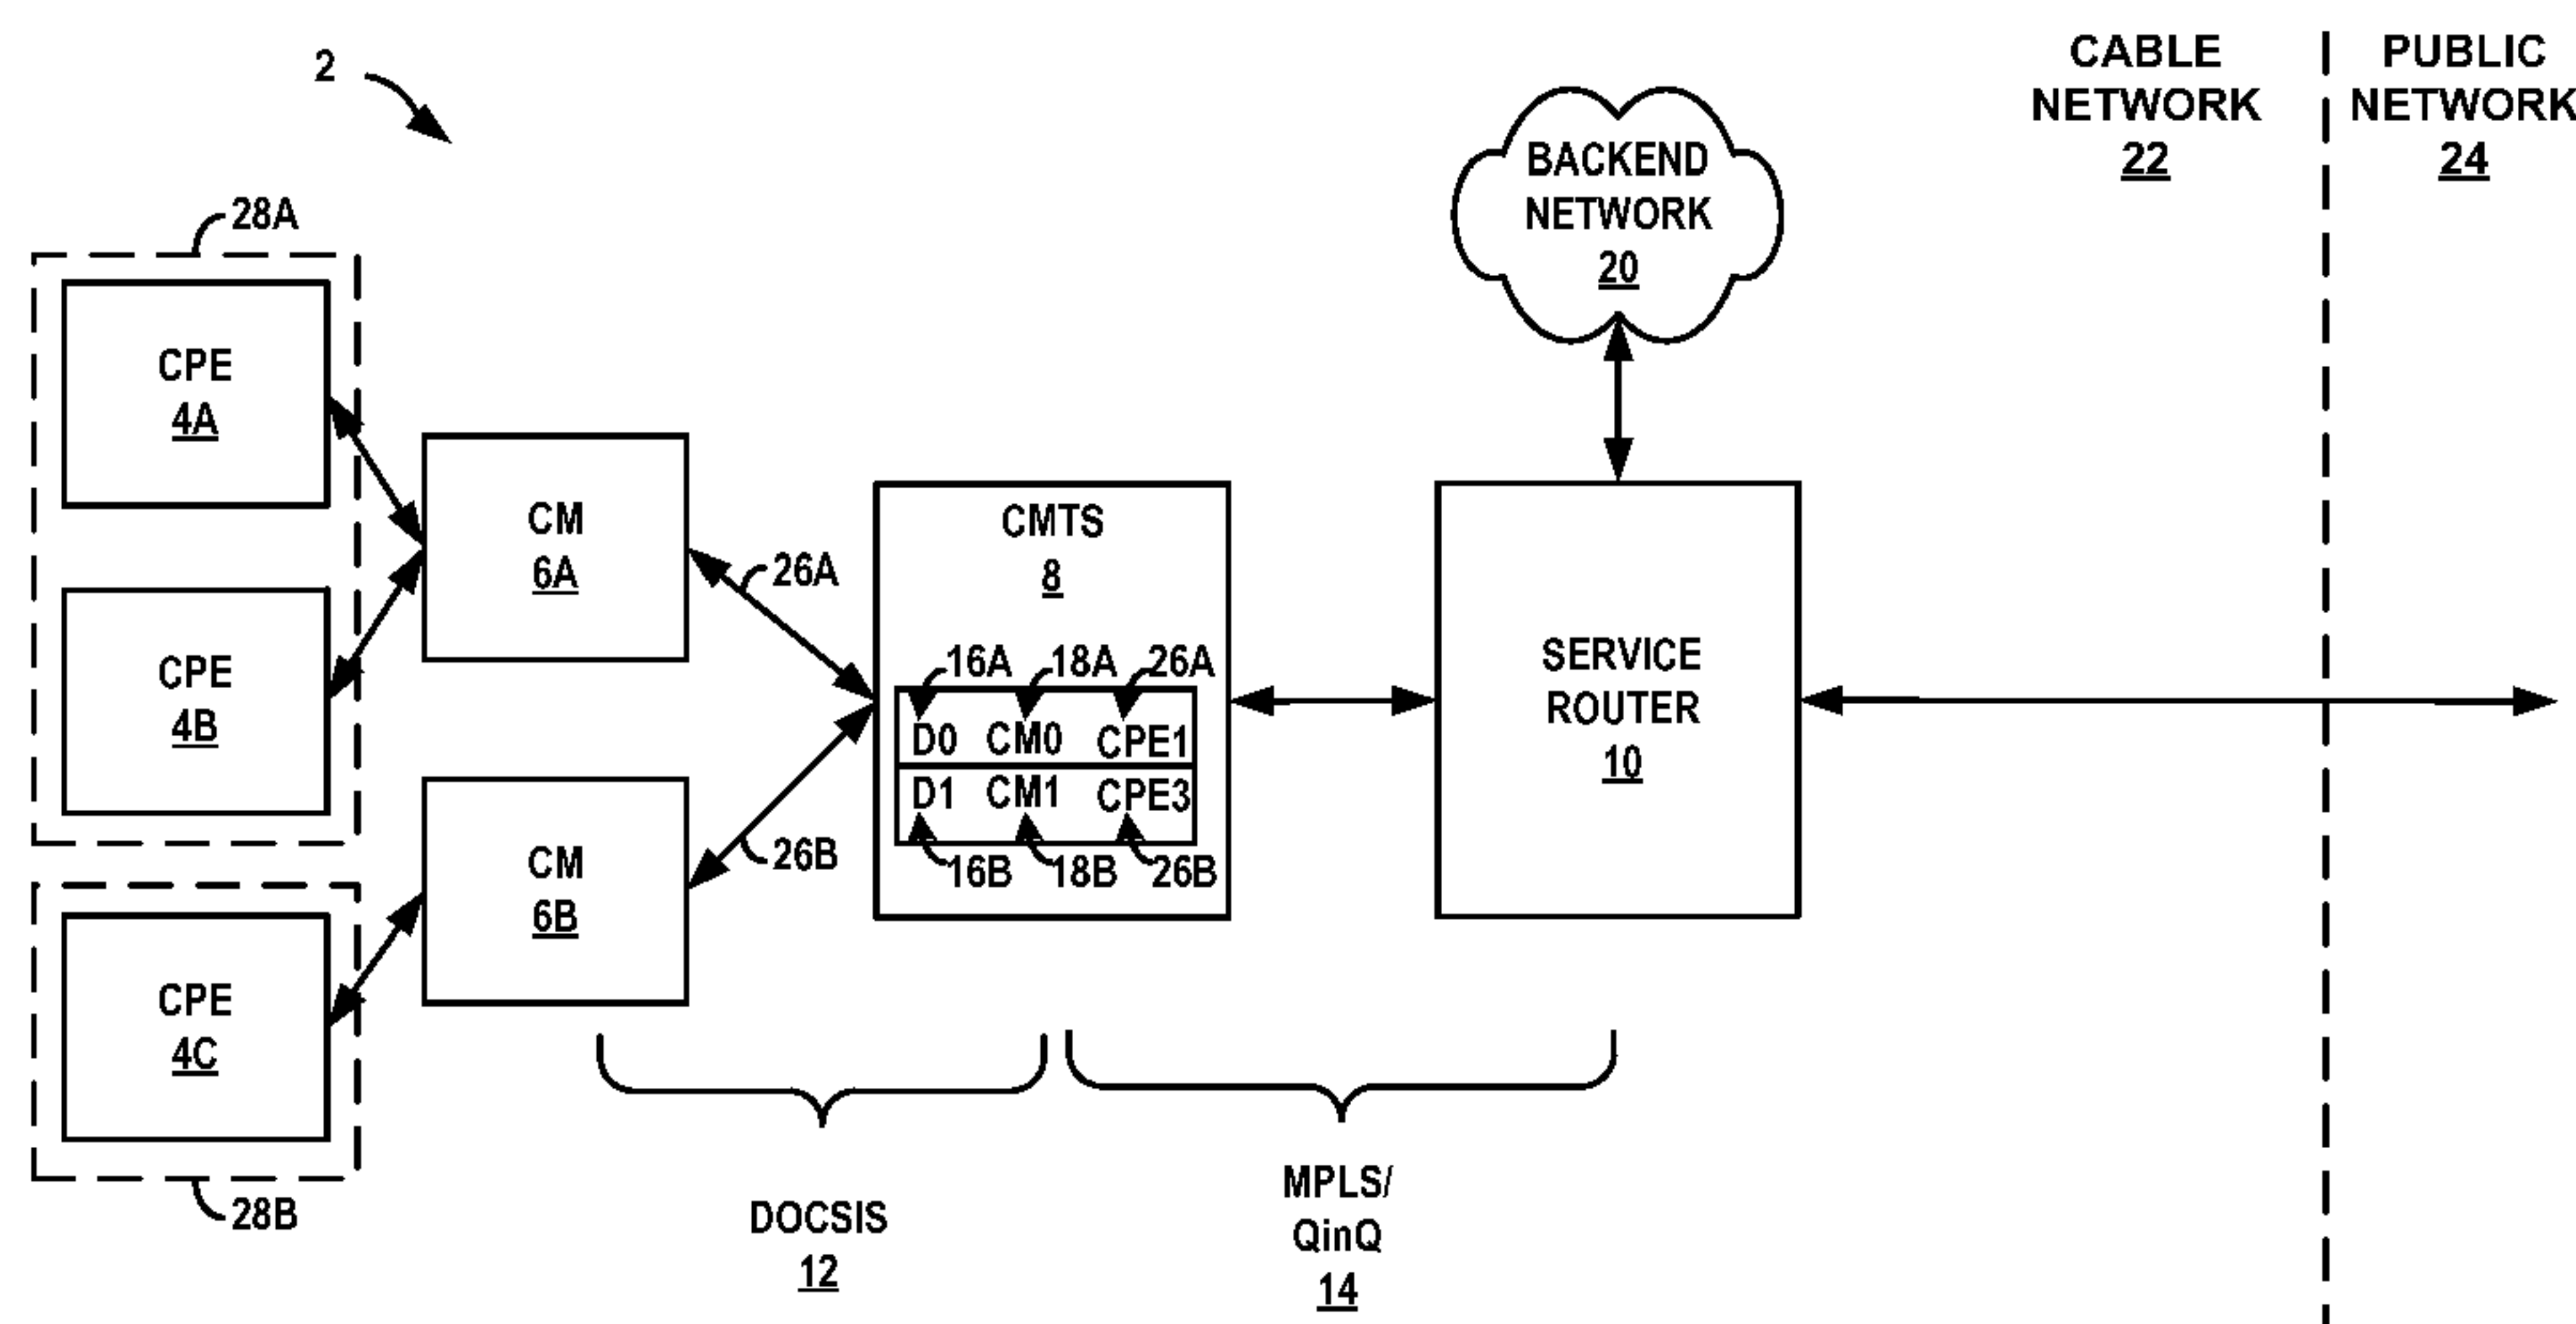 2
CABLE
NETWORK
22
PUBLIC
NETWORK
24
BACKEND
NETWORK
20
28A
CPE
4A
CPE
4B
CPE
4C
28B
CM
6A
CM
6B
26A
26B
CMTS
8
16A 18A 26A
D0 CM0 CPE1
D1 CM1 CPE3
16B 18B 26B
SERVICE
ROUTER
10
DOCSIS
12
MPLS/
QinQ
14